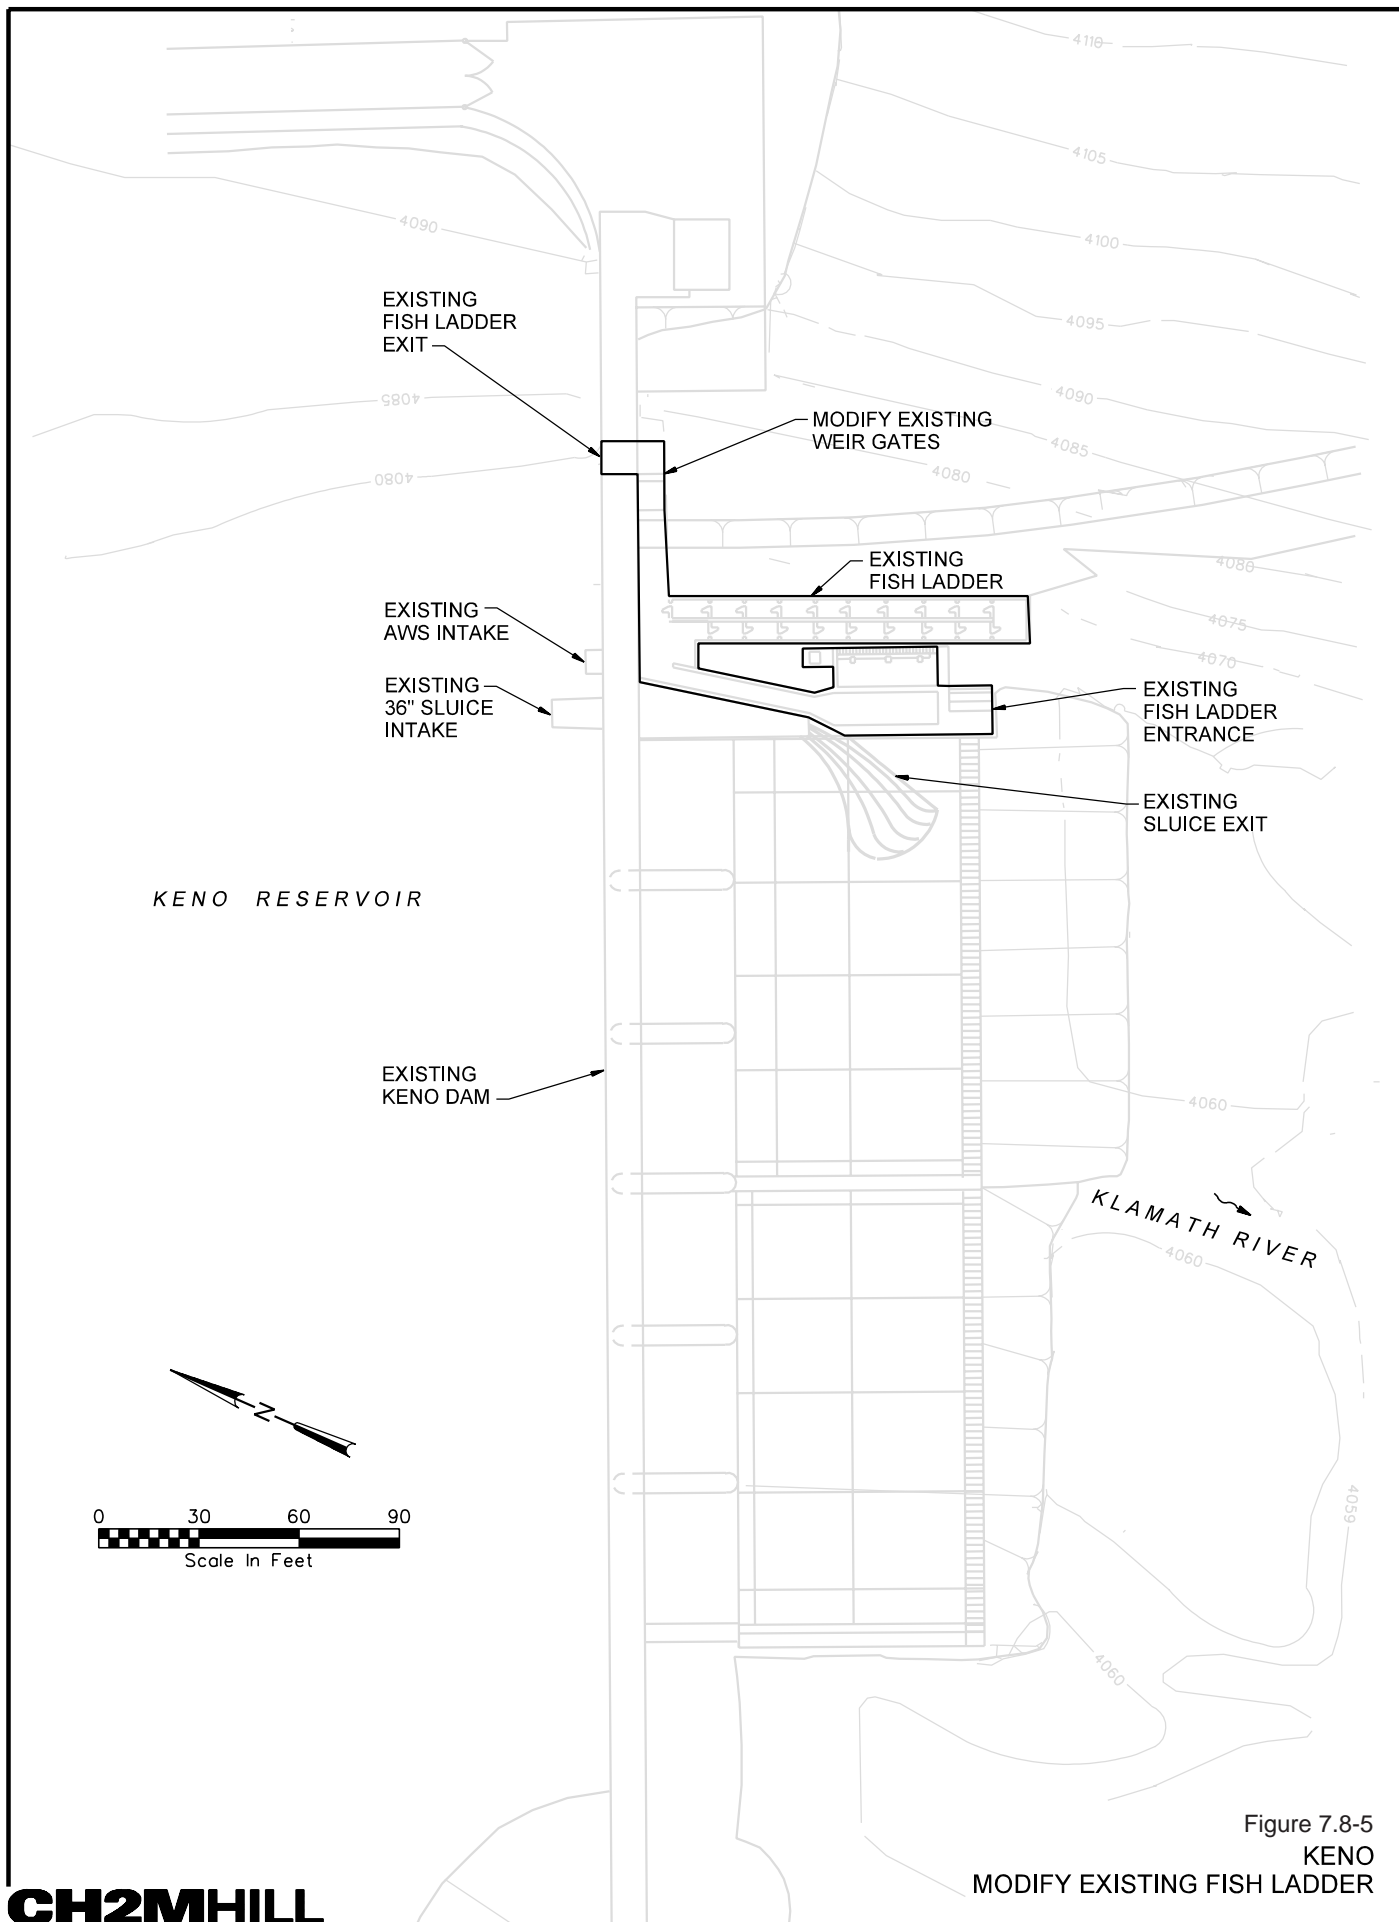 4110
4105
4090
4100
EXISTING
FISH LADDER
EXIT
4095
4085
4090
MODIFY EXISTING
WEIR GATES
4085
4080
4080
EXISTING
FISH LADDER
4080
EXISTING
AWS INTAKE
4075
4070
EXISTING
36" SLUICE
INTAKE
EXISTING
FISH LADDER
ENTRANCE
EXISTING
SLUICE EXIT
KENO RESERVOIR
EXISTING
KENO DAM
4060
KLAMATH RIVER
4060
N
4059
0 30 60 90
Scale In Feet
4060
Figure 7.8-5
KENO
MODIFY EXISTING FISH LADDER
CH2MHILL